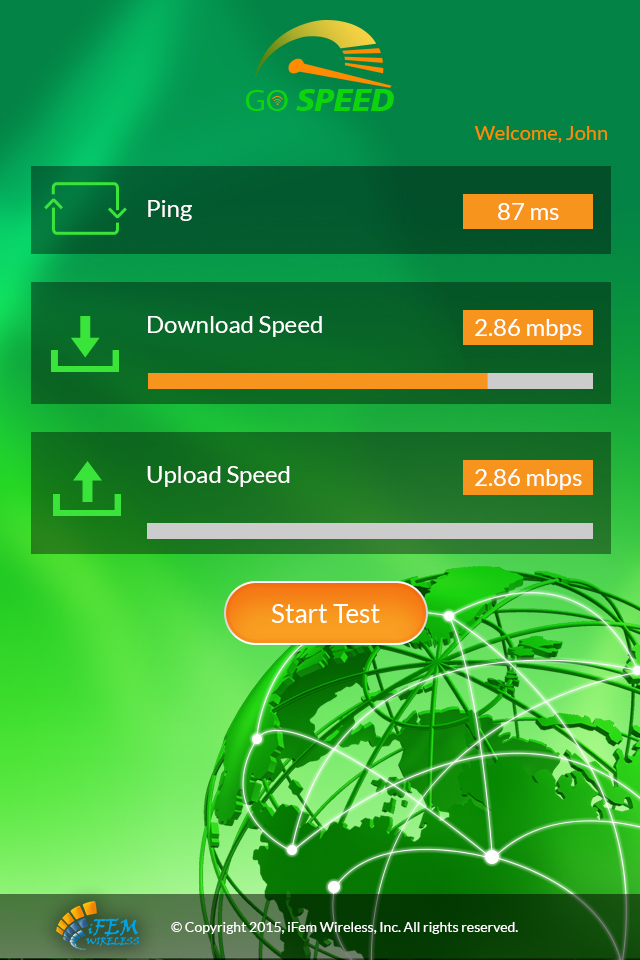 GO SPEED
Welcome, John
Ping
87 ms
Download Speed
2.86 mbps
Upload Speed
2.86 mbps
Start Test
iFEM
WIRELESS
© Copyright 2015, iFem Wireless, Inc. All rights reserved.